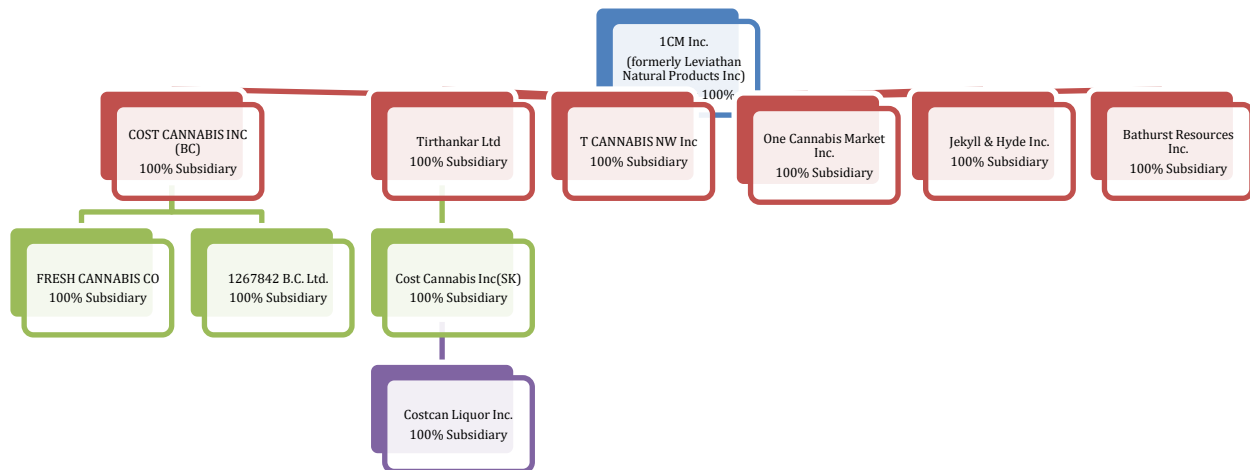 1CM Inc.
(formerly Leviathan
Natural Products Inc)
100%
COST CANNABIS INC
(BC)
100% Subsidiary
Tirthankar Ltd
100% Subsidiary
T CANNABIS NW Inc
100% Subsidiary
One Cannabis Market
Inc.
100% Subsidiary
Jekyll & Hyde Inc.
100% Subsidiary
Bathurst Resources
Inc.
100% Subsidiary
FRESH CANNABIS CO
100% Subsidiary
1267842 B.C. Ltd.
100% Subsidiary
Cost Cannabis Inc(SK)
100% Subsidiary
Costcan Liquor Inc.
100% Subsidiary